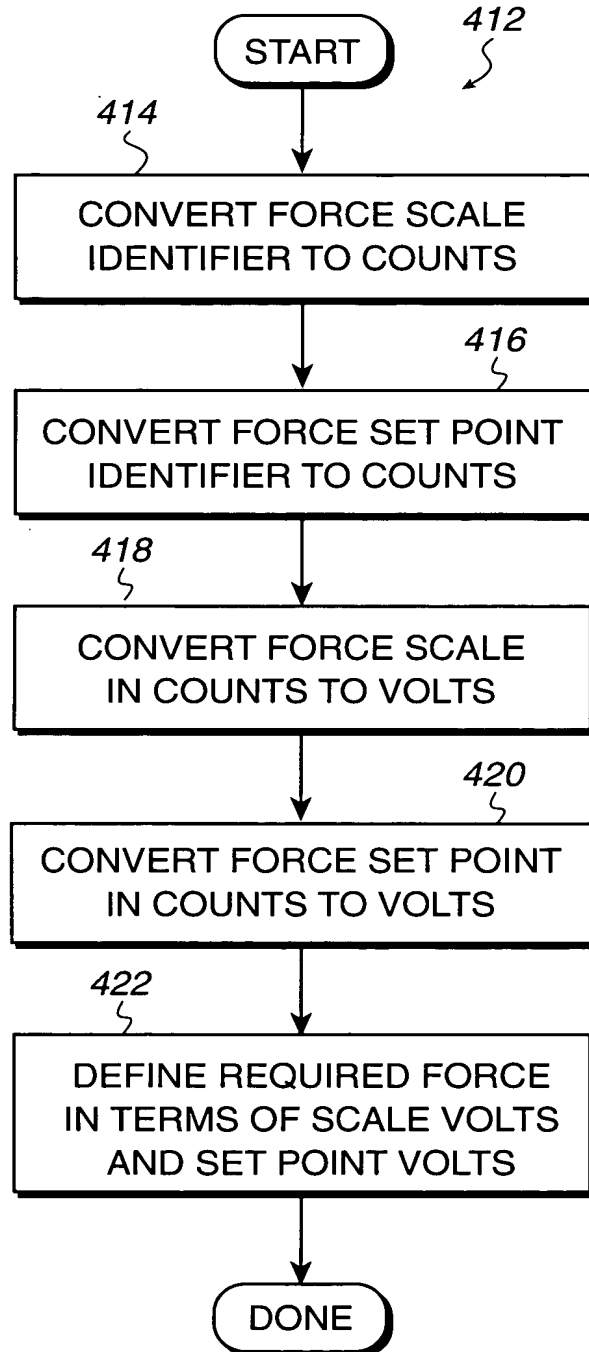 START
412
414
CONVERT FORCE SCALE
IDENTIFIER TO COUNTS
416
CONVERT FORCE SET POINT
IDENTIFIER TO COUNTS
418
CONVERT FORCE SCALE
IN COUNTS TO VOLTS
420
CONVERT FORCE SET POINT
IN COUNTS TO VOLTS
422
DEFINE REQUIRED FORCE
IN TERMS OF SCALE VOLTS
AND SET POINT VOLTS
DONE